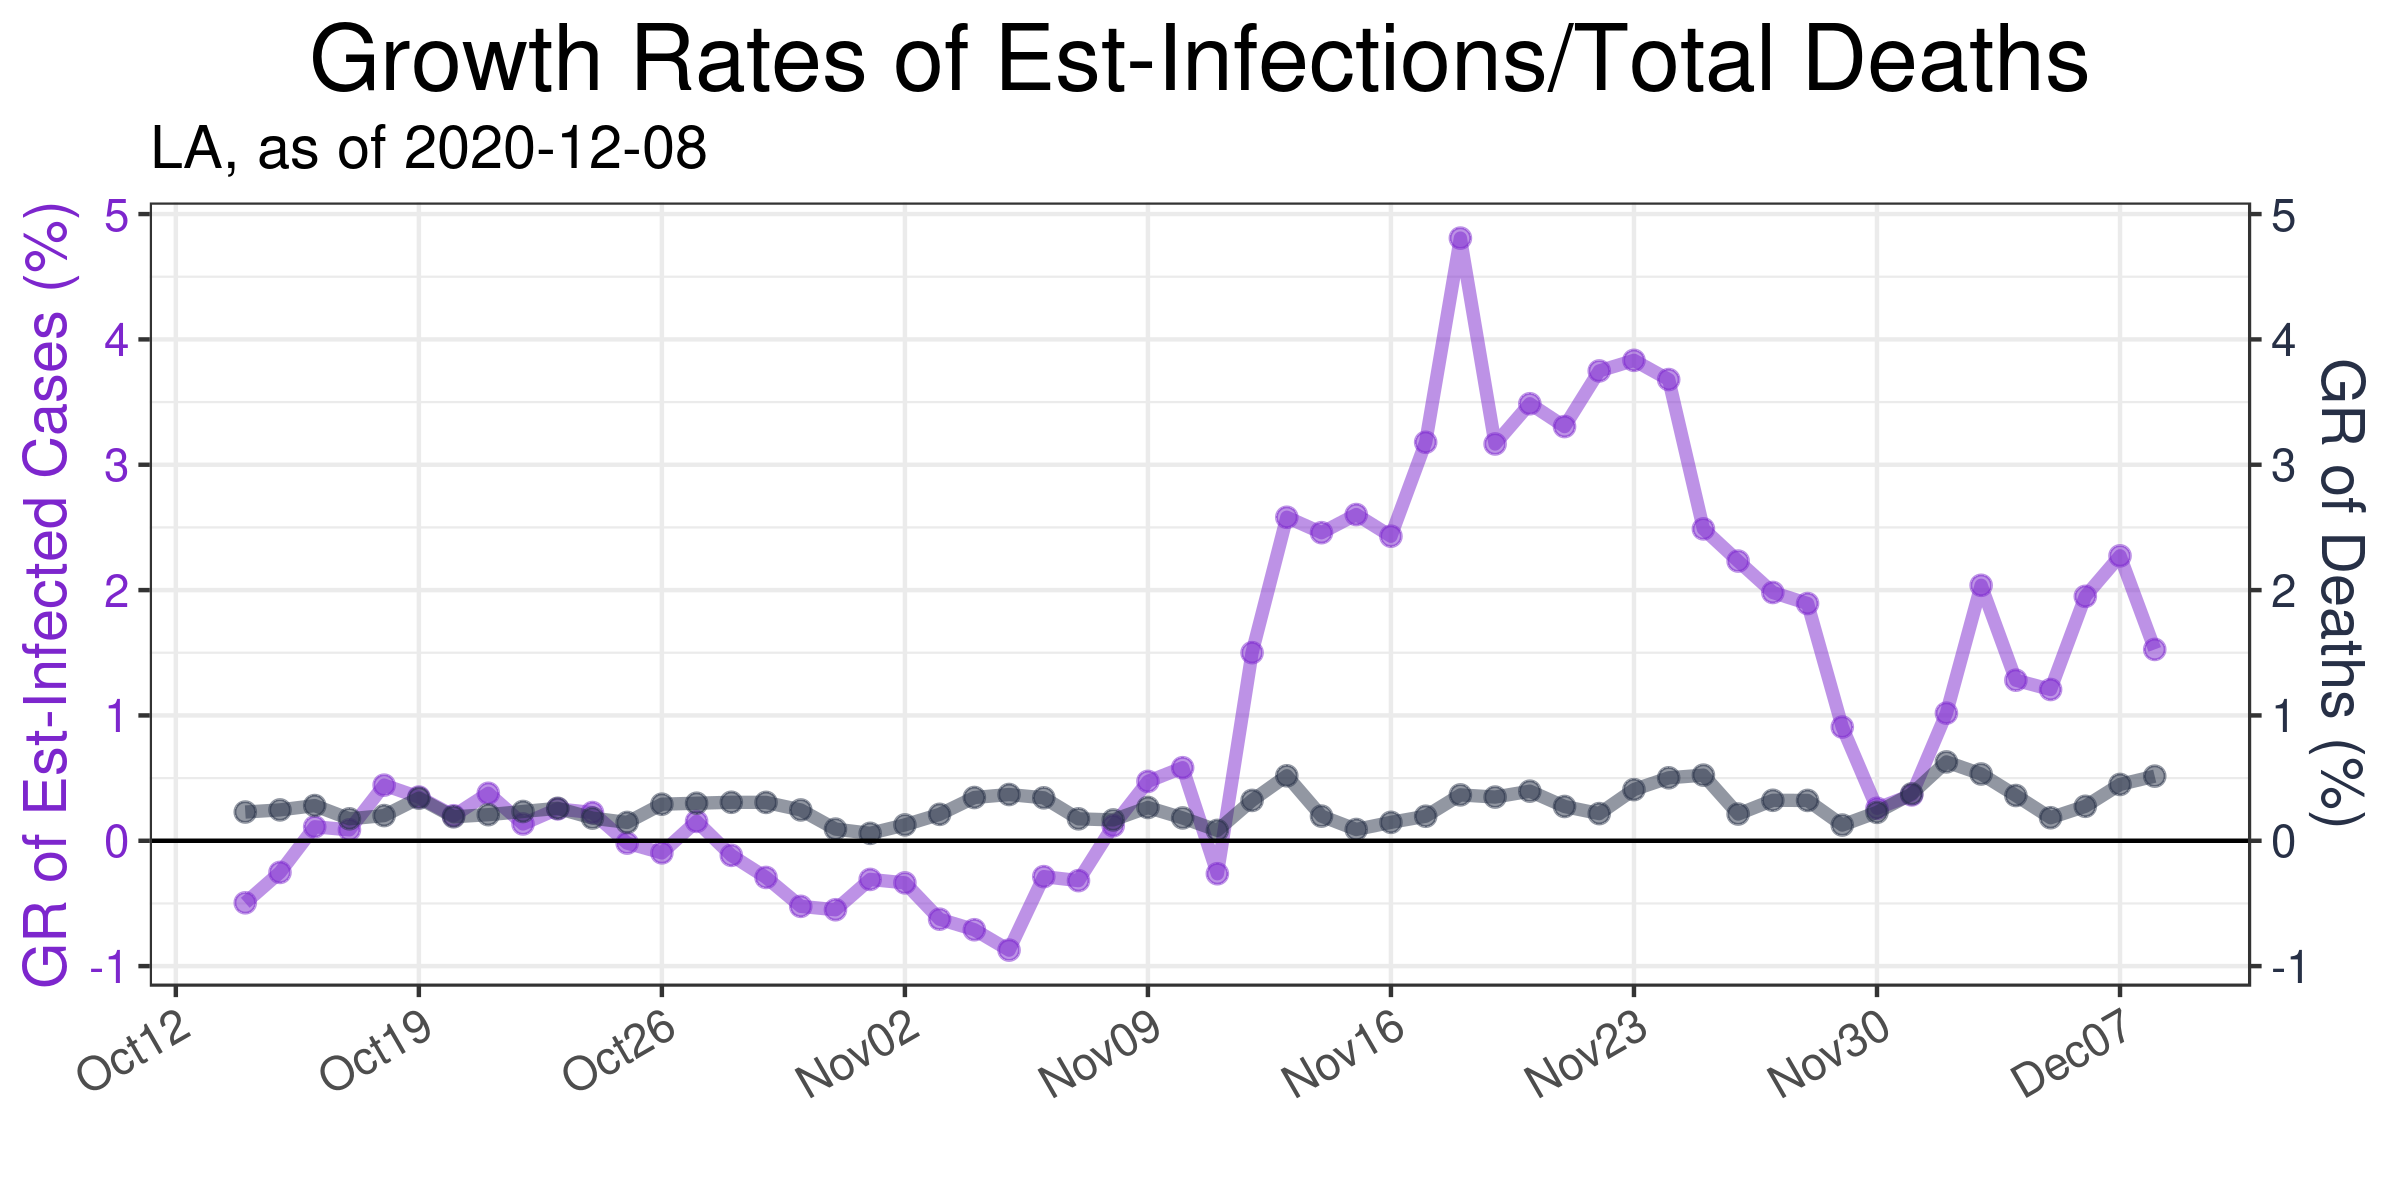 Growth Rates of Est-Infections/Total Deaths
LA, as of 2020-12-08
GR of Est-Infected Cases (%)
5
4
3
2
1
0
-1
5
4
3
2
1
0
-1
GR of Deaths (%)
Oct12
Oct19
Oct26
Nov02
Nov09
Nov16
Nov23
Nov30
Dec07